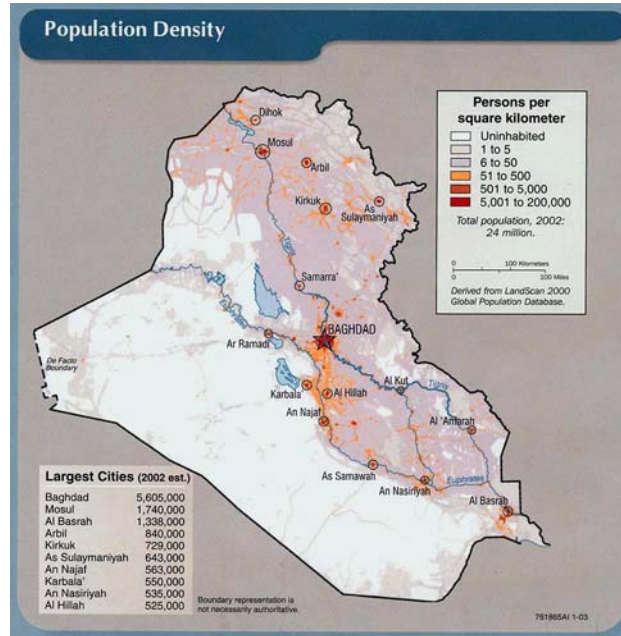 Population Density
Persons per
square kilometer
Uninhabited
1 to 5
6 to 50
51 to 500
501 to 5,000
5,001 to 200,000
Total population, 2002:
24 million.
0 100 Kilometers
0 100 Miles
Derived from LandScan 2000
Global Population Database.
Dihok
Mosul
Arbil
Kirkuk
As
Sulaymaniyah
Tigris
Samarra'
Euphrates
BAGHDAD
Ar Ramadi
De Facto
Boundary
Karbala'
Al Hillah
Al Kut
Tigris
An Najaf
Al 'Amarah
As Samawah
An Nasiriyah
Euphrates
Al Basrah
Largest Cities (2002 est.)
Baghdad 5,605,000
Mosul 1,740,000
Al Basrah 1,338,000
Arbil 840,000
Kirkuk 729,000
As Sulaymaniyah 643,000
An Najaf 563,000
Karbala' 550,000
An Nasiriyah 535,000
Al Hillah 525,000
Boundary representation is
not necessarily authoritative.
761865AI 1-03